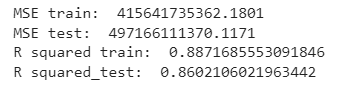 MSE train:  415641735362.1801
MSE test:  497166111370.1171
R squared train:  0.8871685553091846
R squared_test:  0.8602106021963442